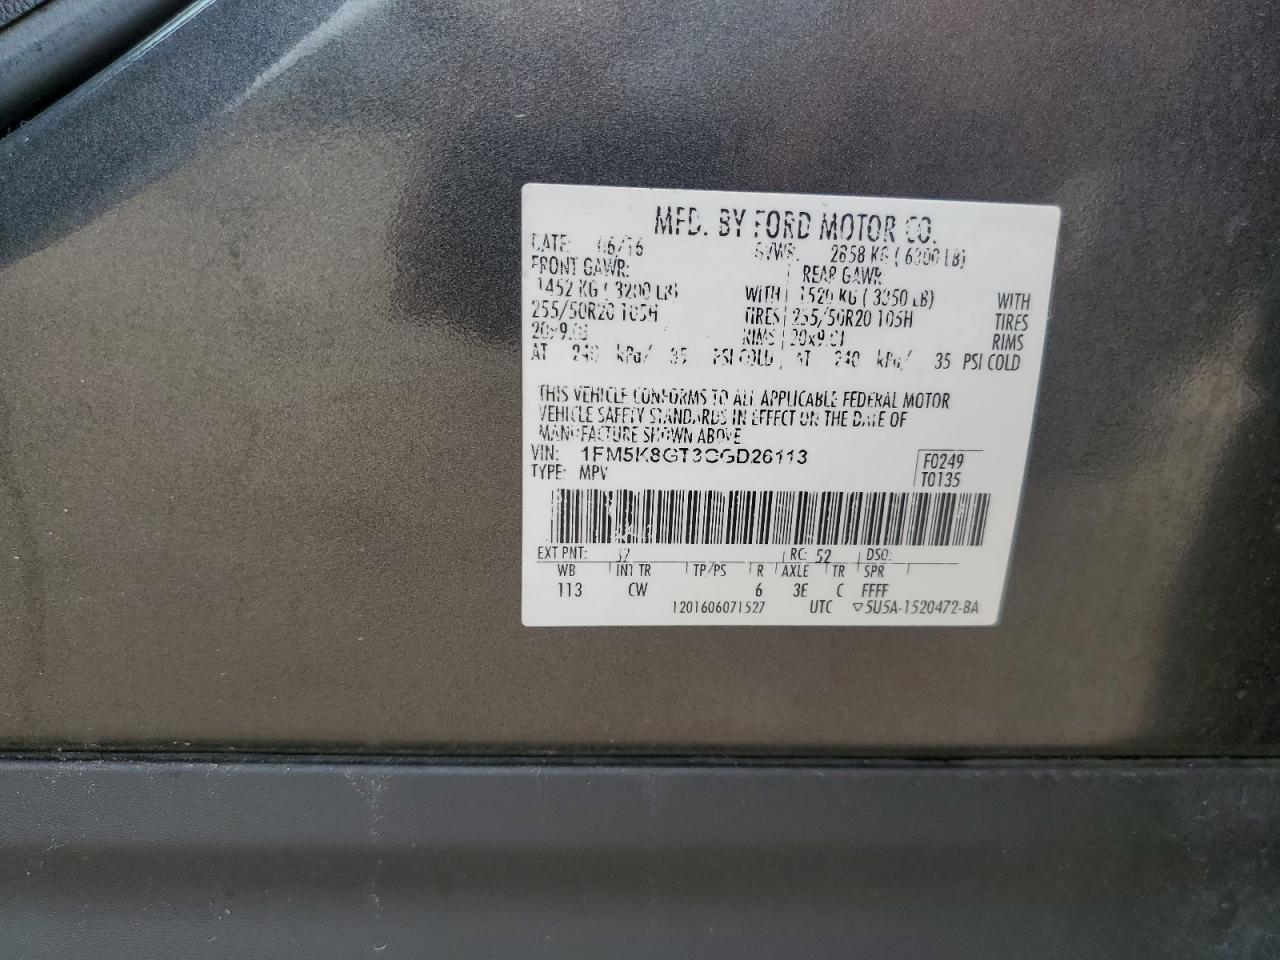 MFD. BY FORD MOTOR CO.
DATE: 06/16 GVWR: 2858 KG ( 6300 LB)
FRONT GAWR: REAR GAWR:
1452 KG ( 3200 LB) WITH 1520 KG ( 3350 LB) WITH
255/50R20 105H TIRES 255/50R20 105H TIRES
20x9.0J RIMS 20x9.0J RIMS
AT 240 kPa/ 35 PSI COLD AT 240 kPa/ 35 PSI COLD
THIS VEHICLE CONFORMS TO ALL APPLICABLE FEDERAL MOTOR
VEHICLE SAFETY STANDARDS IN EFFECT ON THE DATE OF
MANUFACTURE SHOWN ABOVE
VIN: 1FM5K8GT3CGD26113
TYPE: MPV
F0249
T0135
EXT PNT: RC: 52 DSO:
WB INT TR TP/PS R AXLE TR SPR
113 CW 6 3E C FFFF
1201606071527 UTC ▽5U5A-1520472-BA